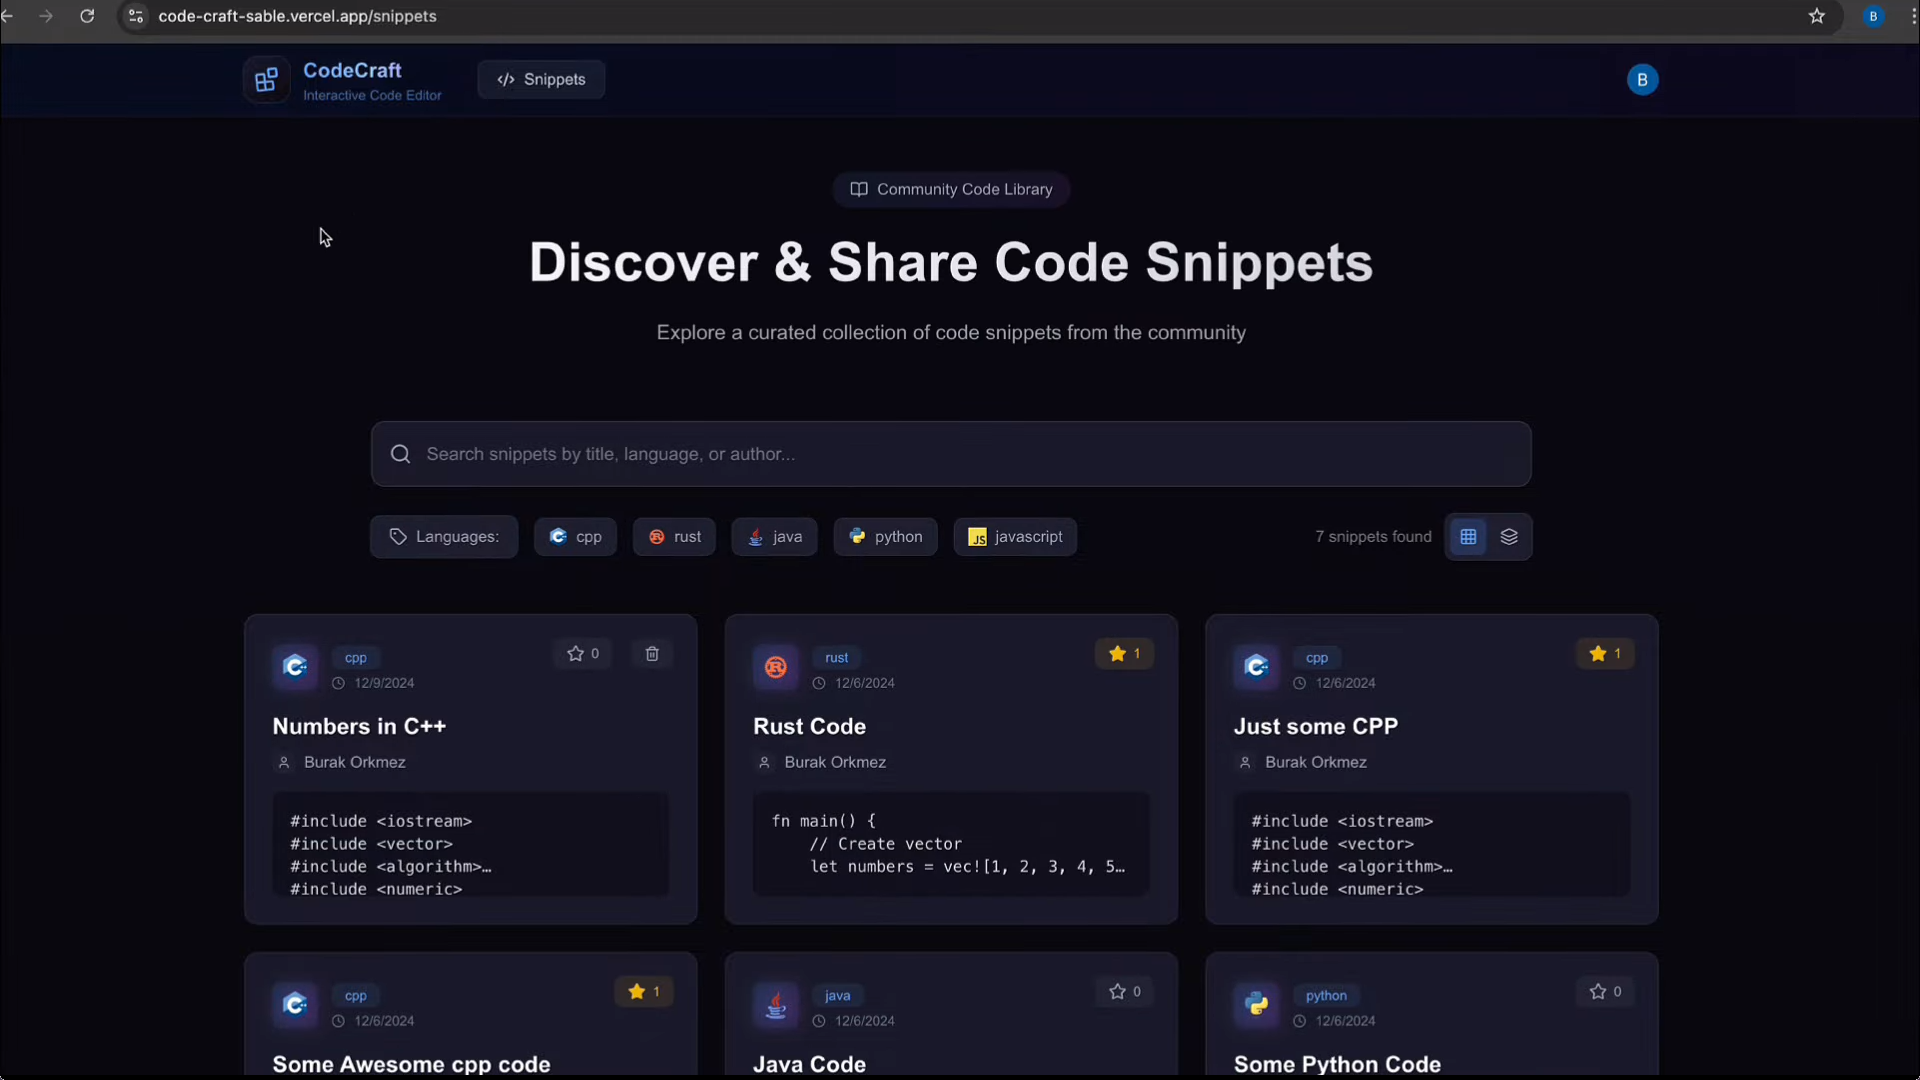 code-craft-sable.vercel.app/snippets
B
CodeCraft
Interactive Code Editor
</> Snippets
B
Community Code Library
Discover & Share Code Snippets
Explore a curated collection of code snippets from the community
Search snippets by title, language, or author...
Languages:
cpp
rust
java
python
JS javascript
7 snippets found
cpp
0
12/9/2024
Numbers in C++
Burak Orkmez
#include <iostream>
#include <vector>
#include <algorithm>…
#include <numeric>
rust
1
12/6/2024
Rust Code
Burak Orkmez
fn main() {
// Create vector
let numbers = vec![1, 2, 3, 4, 5…
cpp
1
12/6/2024
Just some CPP
Burak Orkmez
#include <iostream>
#include <vector>
#include <algorithm>…
#include <numeric>
cpp
1
12/6/2024
Some Awesome cpp code
java
0
12/6/2024
Java Code
python
0
12/6/2024
Some Python Code